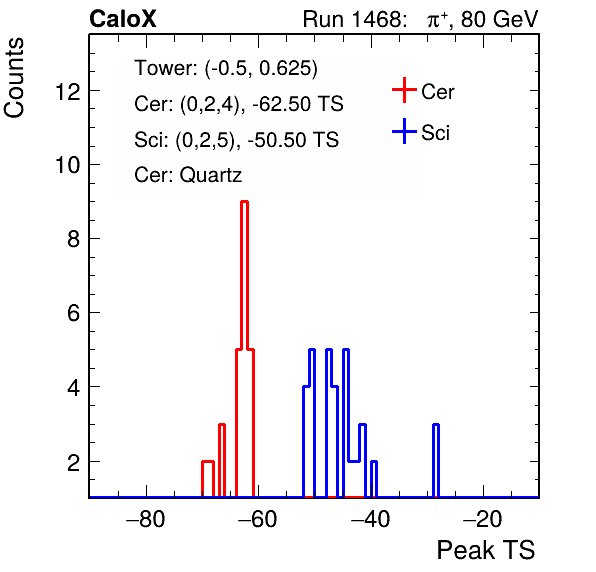 CaloX Run 1468: π⁺, 80 GeV
Counts
Tower: (-0.5, 0.625)
Cer: (0,2,4), -62.50 TS
Sci: (0,2,5), -50.50 TS
Cer: Quartz
Cer
Sci
12
10
8
6
4
2
−80 −60 −40 −20
Peak TS